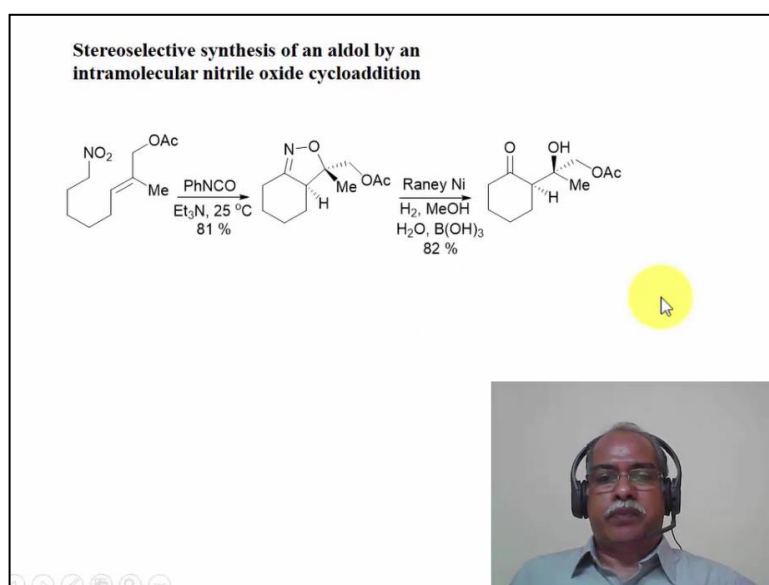 Stereoselective synthesis of an aldol by an
intramolecular nitrile oxide cycloaddition
NO₂
OAc
Me
PhNCO
Et₃N, 25 °C
81 %
N
O
OAc
Me
H
Raney Ni
H₂, MeOH
H₂O, B(OH)₃
82 %
O
OH
OAc
Me
H